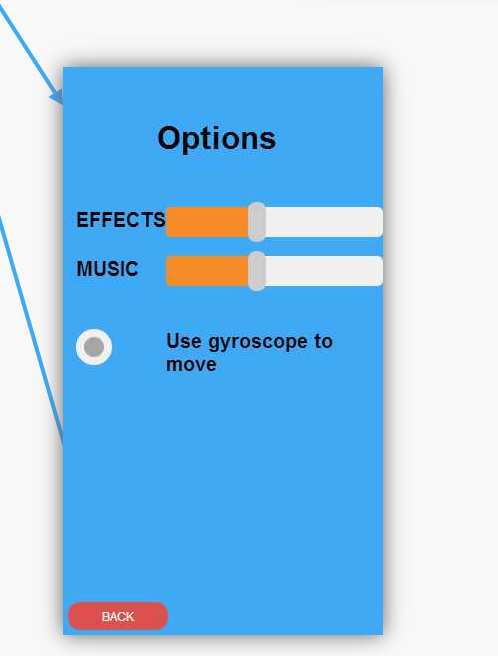 Options
EFFECTS
MUSIC
Use gyroscope to
move
BACK